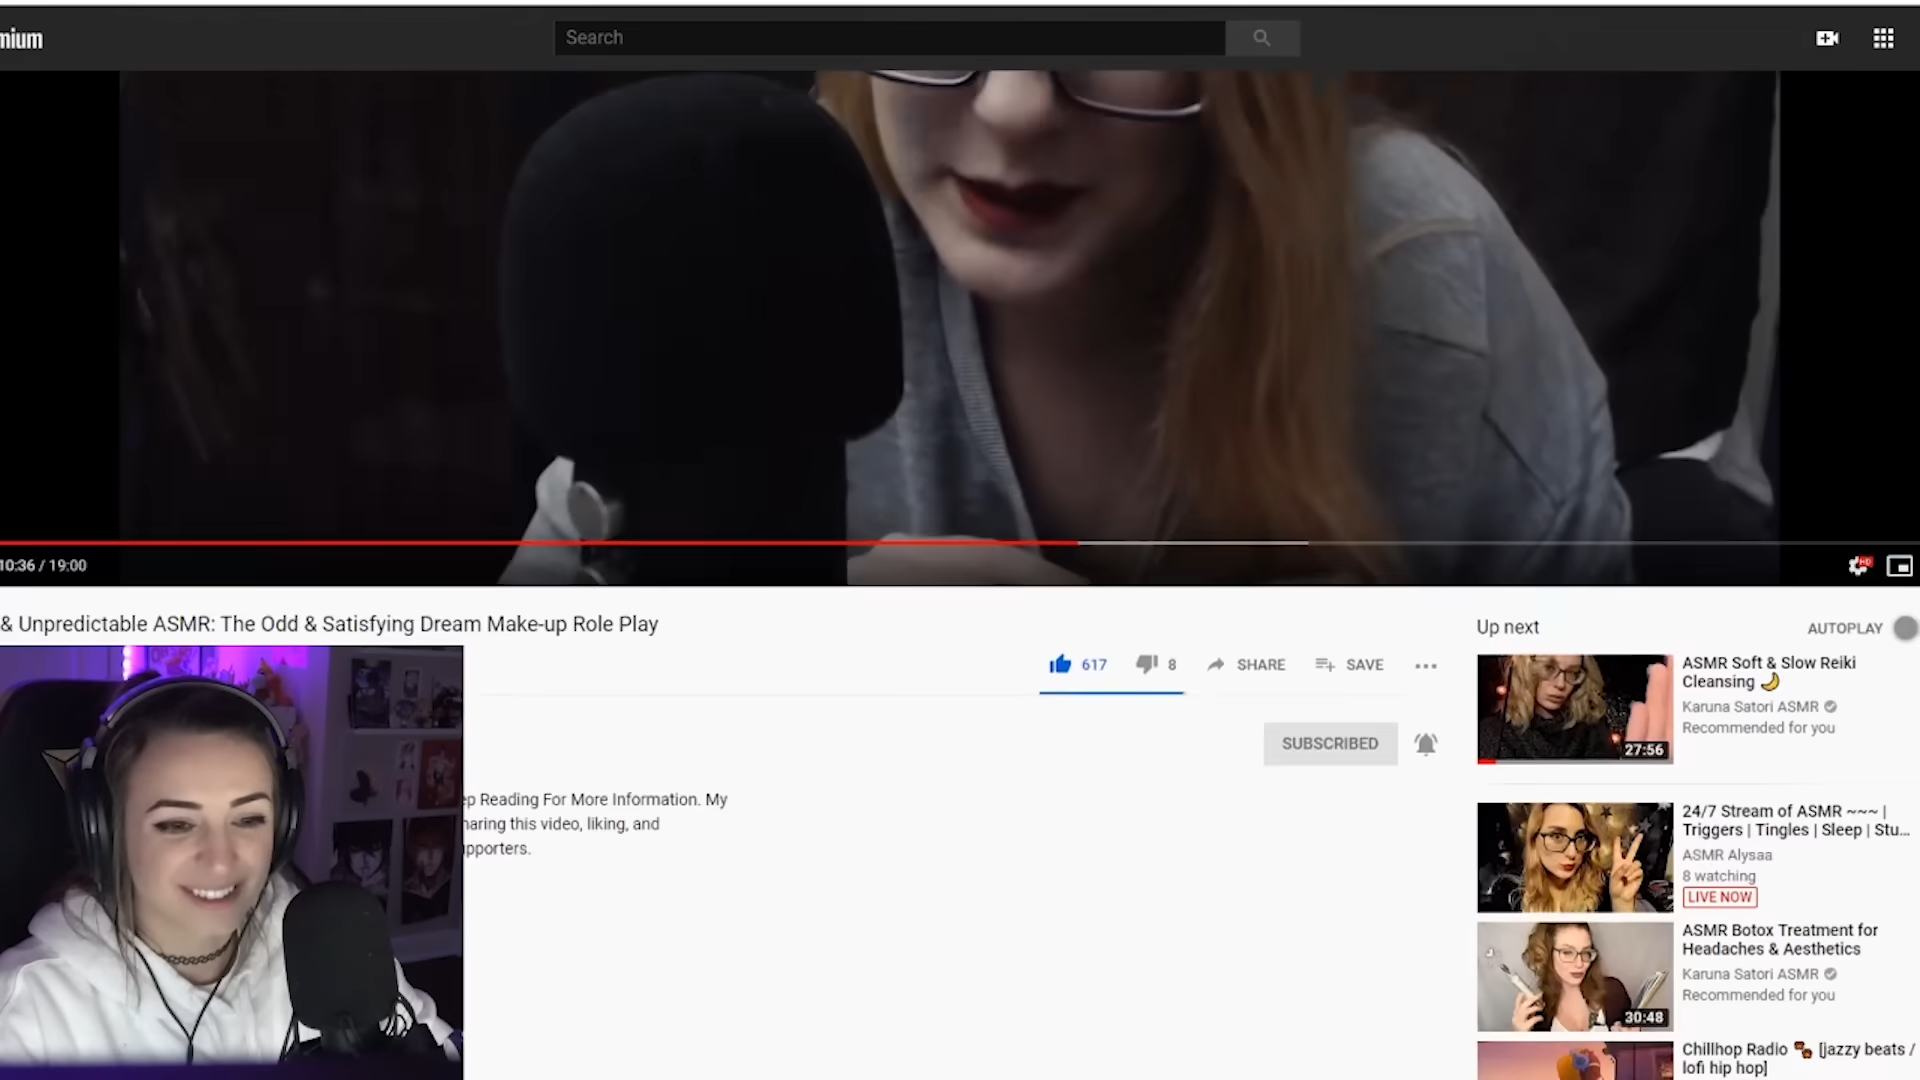 mium
Search
10:36 / 19:00
HD
& Unpredictable ASMR: The Odd & Satisfying Dream Make-up Role Play
617
8
SHARE
SAVE
SUBSCRIBED
ep Reading For More Information. My
haring this video, liking, and
upporters.
Up next
AUTOPLAY
ASMR Soft & Slow Reiki
Cleansing 🌙
Karuna Satori ASMR
Recommended for you
27:56
24/7 Stream of ASMR ~~~ |
Triggers | Tingles | Sleep | Stu...
ASMR Alysaa
8 watching
LIVE NOW
ASMR Botox Treatment for
Headaches & Aesthetics
Karuna Satori ASMR
Recommended for you
30:48
Chillhop Radio 🐾 [jazzy beats /
lofi hip hop]